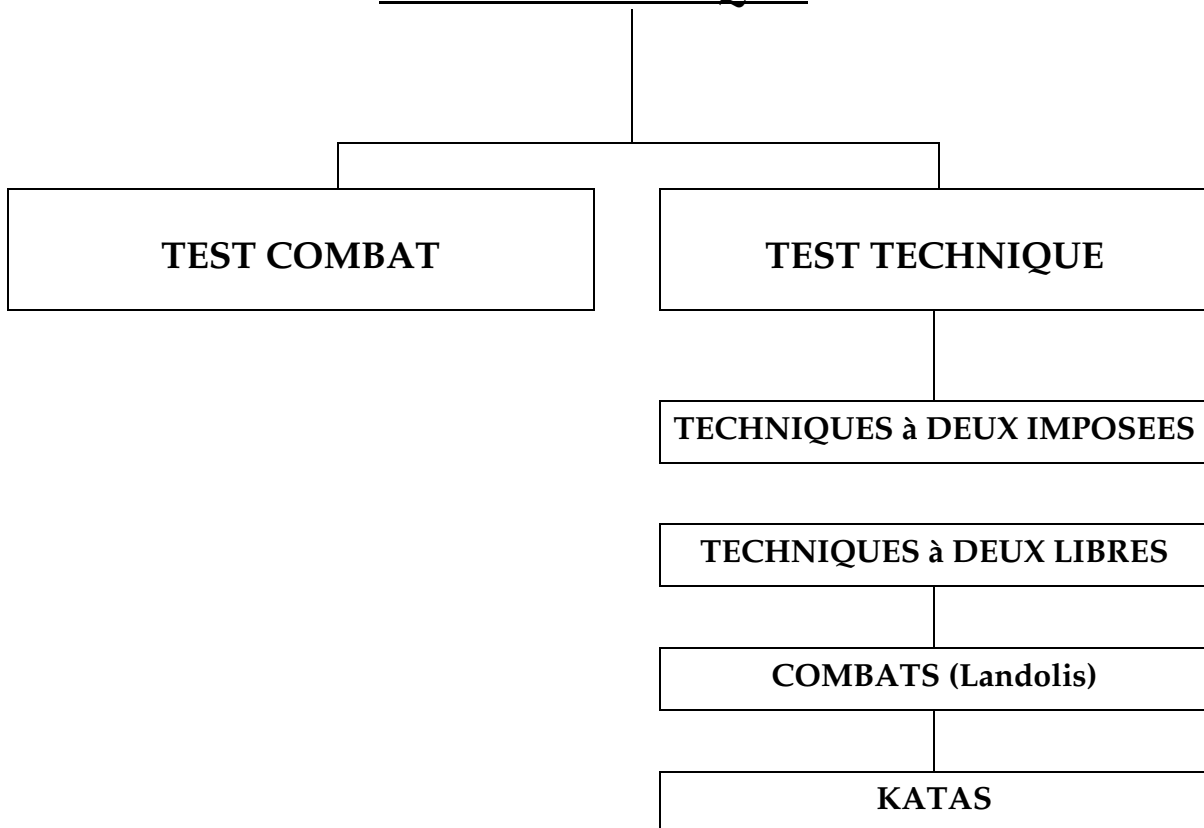 TEST COMBAT
TEST TECHNIQUE
TECHNIQUES à DEUX IMPOSEES
TECHNIQUES à DEUX LIBRES
COMBATS (Landolis)
KATAS